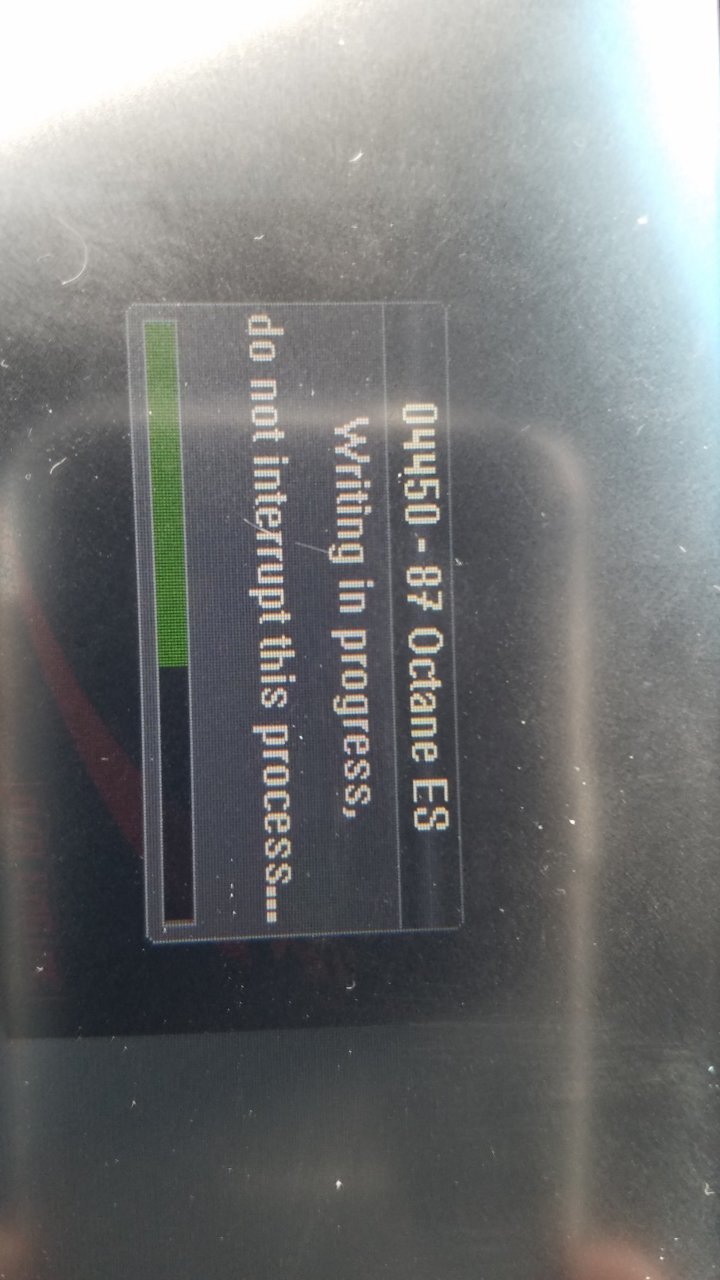 04450 - 87 Octane ES
Writing in progress,
do not interrupt this process...